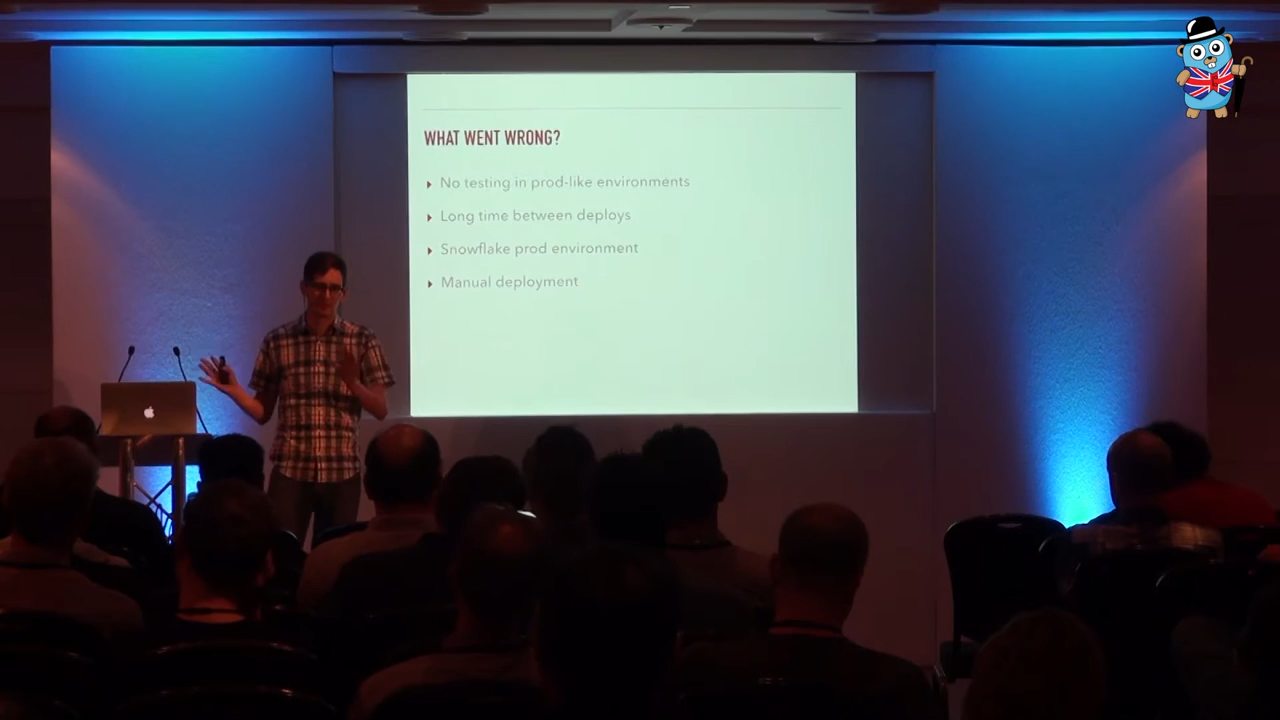 WHAT WENT WRONG?
No testing in prod-like environments
Long time between deploys
Snowflake prod environment
Manual deployment